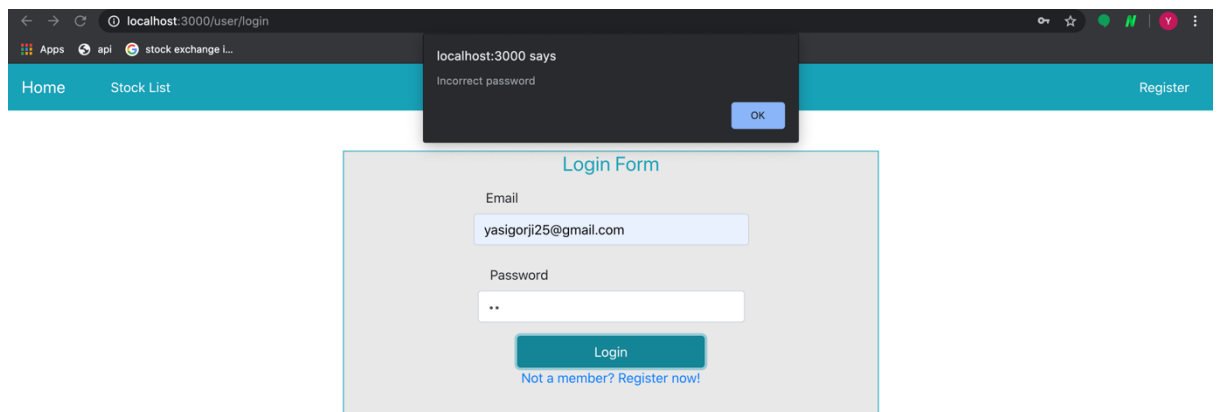 localhost:3000/user/login
Y
Apps api stock exchange i...
localhost:3000 says
Incorrect password
OK
Home Stock List Register
Login Form
Email
yasigorji25@gmail.com
Password
••
Login
Not a member? Register now!